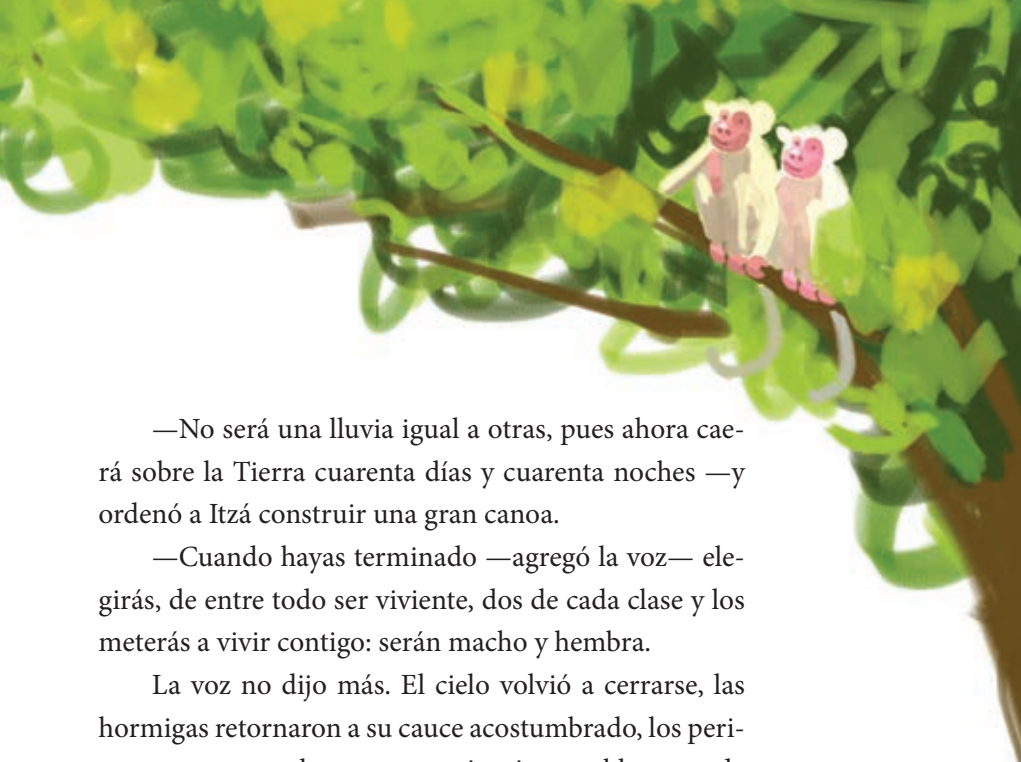 —No será una lluvia igual a otras, pues ahora cae-
rá sobre la Tierra cuarenta días y cuarenta noches —y
ordenó a Itzá construir una gran canoa.
—Cuando hayas terminado —agregó la voz— ele-
girás, de entre todo ser viviente, dos de cada clase y los
meterás a vivir contigo: serán macho y hembra.
La voz no dijo más. El cielo volvió a cerrarse, las
hormigas retornaron a su cauce acostumbrado, los peri-